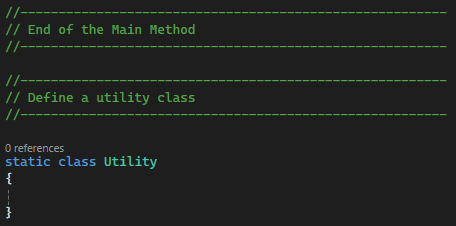 //-----------------------------------------------------
// End of the Main Method
//-----------------------------------------------------
//-----------------------------------------------------
// Define a utility class
//-----------------------------------------------------
0 references
static class Utility
{
}